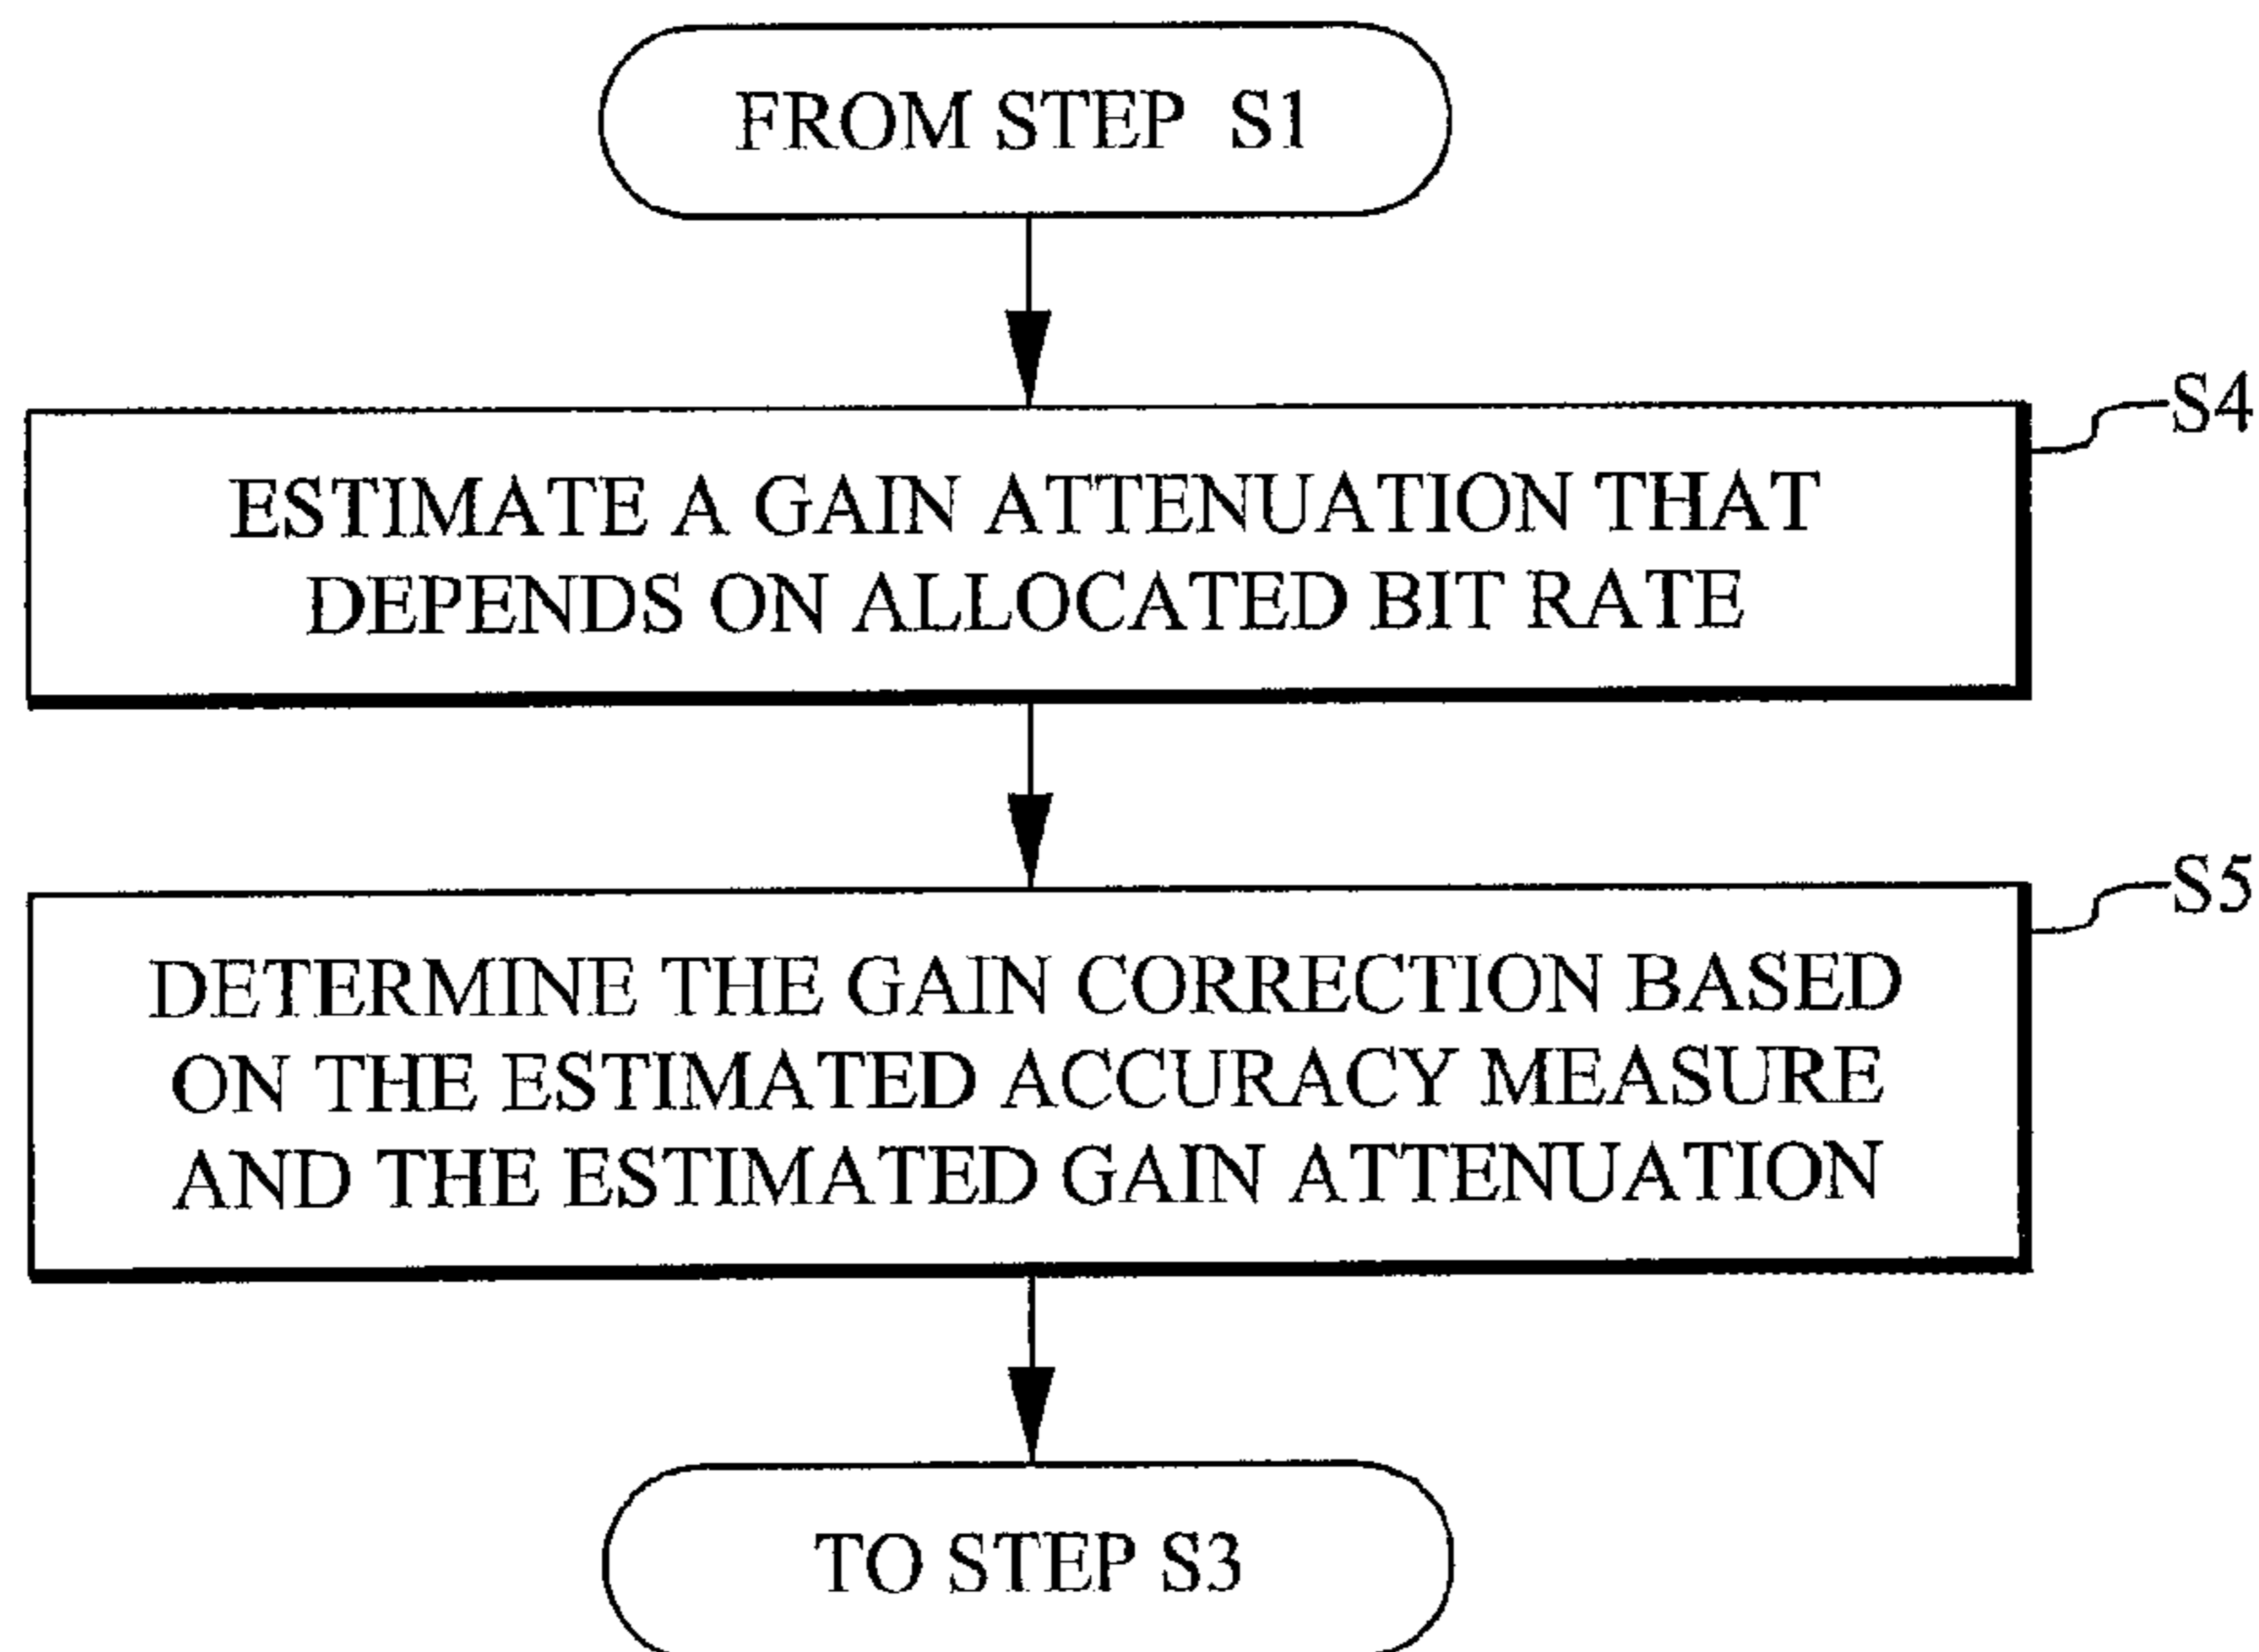 FROM STEP S1
S4
ESTIMATE A GAIN ATTENUATION THAT
DEPENDS ON ALLOCATED BIT RATE
S5
DETERMINE THE GAIN CORRECTION BASED
ON THE ESTIMATED ACCURACY MEASURE
AND THE ESTIMATED GAIN ATTENUATION
TO STEP S3